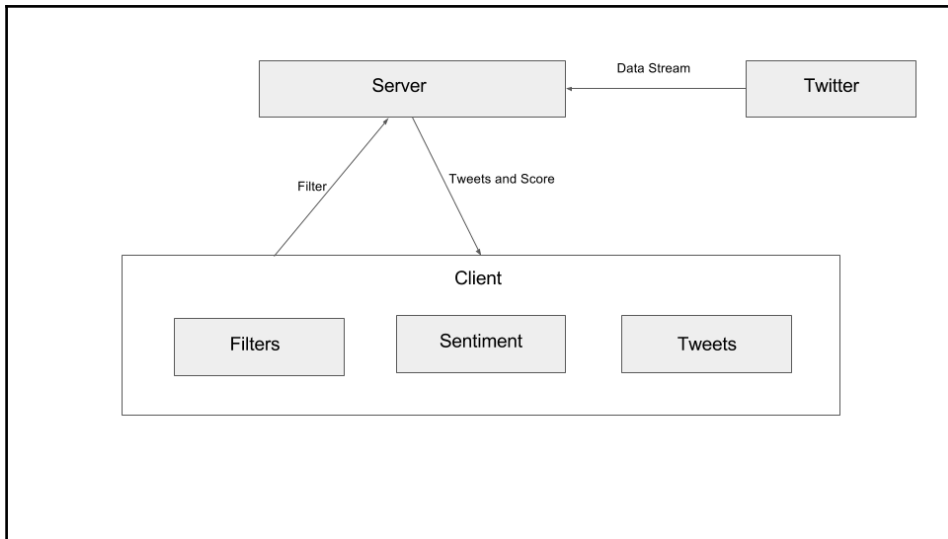 Data Stream
Server
Twitter
Filter
Tweets and Score
Client
Filters
Sentiment
Tweets